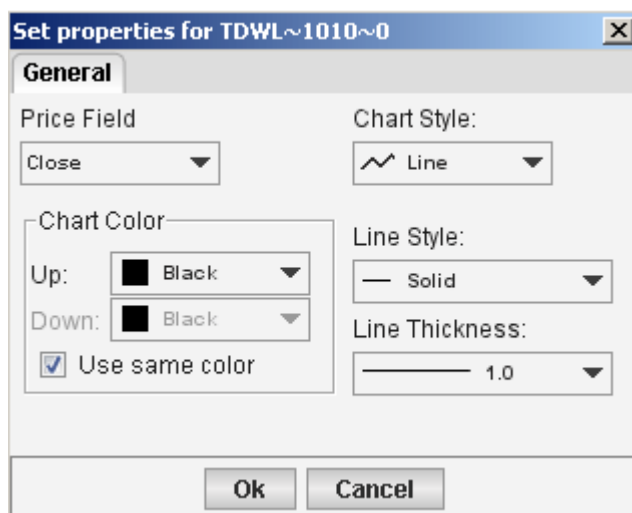 Set properties for TDWL~1010~0
General
Price Field
Chart Style:
Close
Line
Chart Color
Up: Black
Down: Black
Use same color
Line Style:
Solid
Line Thickness:
1.0
Ok
Cancel